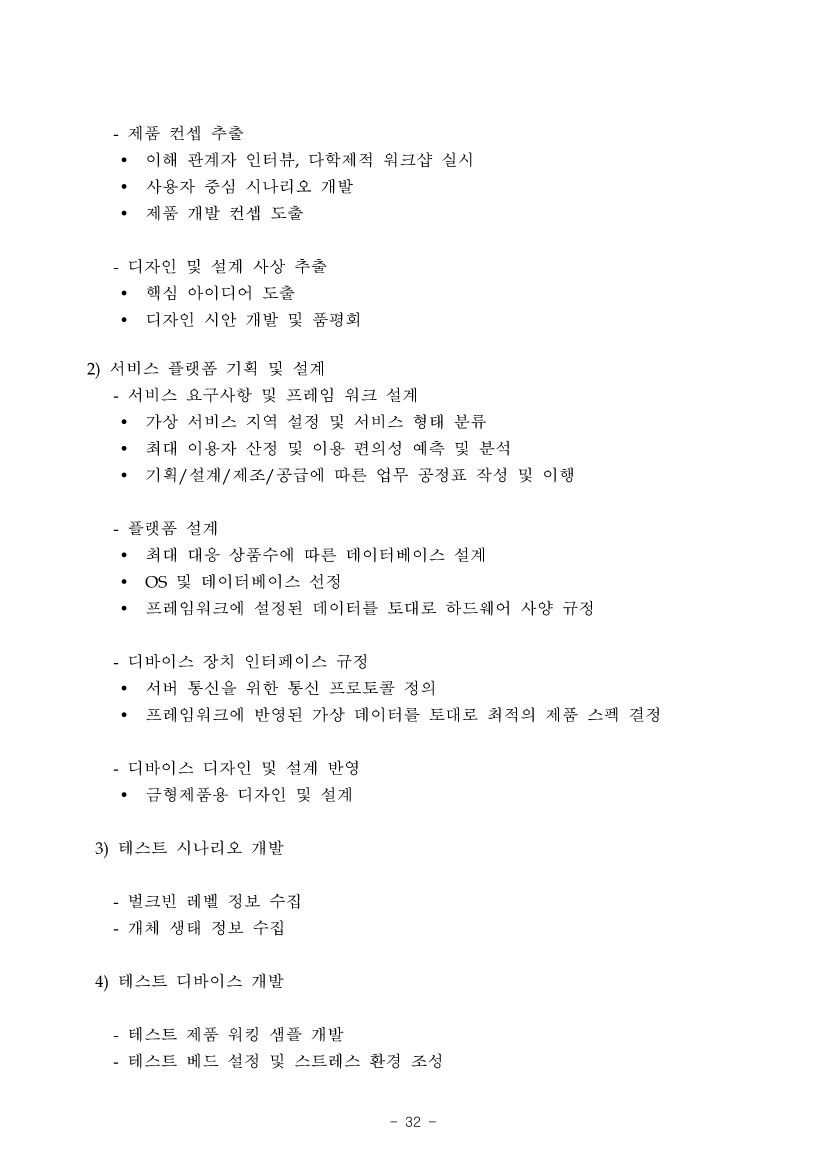 - 제품 컨셉 추출
• 이해 관계자 인터뷰, 다학제적 워크샵 실시
• 사용자 중심 시나리오 개발
• 제품 개발 컨셉 도출
- 디자인 및 설계 사상 추출
• 핵심 아이디어 도출
• 디자인 시안 개발 및 품평회
2) 서비스 플랫폼 기획 및 설계
- 서비스 요구사항 및 프레임 워크 설계
• 가상 서비스 지역 설정 및 서비스 형태 분류
• 최대 이용자 산정 및 이용 편의성 예측 및 분석
• 기획/설계/제조/공급에 따른 업무 공정표 작성 및 이행
- 플랫폼 설계
• 최대 대응 상품수에 따른 데이터베이스 설계
• OS 및 데이터베이스 선정
• 프레임워크에 설정된 데이터를 토대로 하드웨어 사양 규정
- 디바이스 장치 인터페이스 규정
• 서버 통신을 위한 통신 프로토콜 정의
• 프레임워크에 반영된 가상 데이터를 토대로 최적의 제품 스펙 결정
- 디바이스 디자인 및 설계 반영
• 금형제품용 디자인 및 설계
3) 테스트 시나리오 개발
- 벌크빈 레벨 정보 수집
- 개체 생태 정보 수집
4) 테스트 디바이스 개발
- 테스트 제품 워킹 샘플 개발
- 테스트 베드 설정 및 스트레스 환경 조성
- 32 -